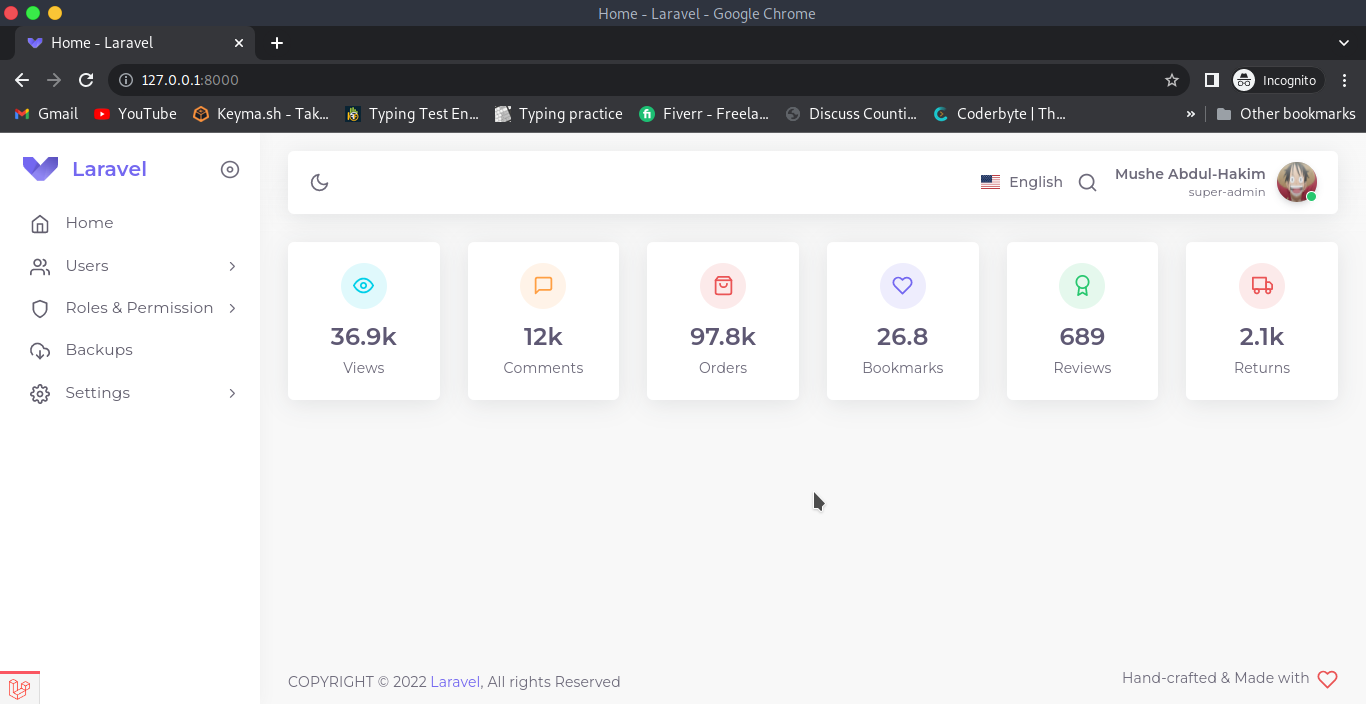 Home - Laravel - Google Chrome
Home - Laravel
127.0.0.1:8000
Incognito
Gmail
YouTube
Keyma.sh - Tak...
Typing Test En...
Typing practice
Fiverr - Freela...
Discuss Counti...
Coderbyte | Th...
»
Other bookmarks
Laravel
Home
Users
Roles & Permission
Backups
Settings
English
Mushe Abdul-Hakim
super-admin
36.9k
Views
12k
Comments
97.8k
Orders
26.8
Bookmarks
689
Reviews
2.1k
Returns
COPYRIGHT © 2022 Laravel, All rights Reserved
Hand-crafted & Made with